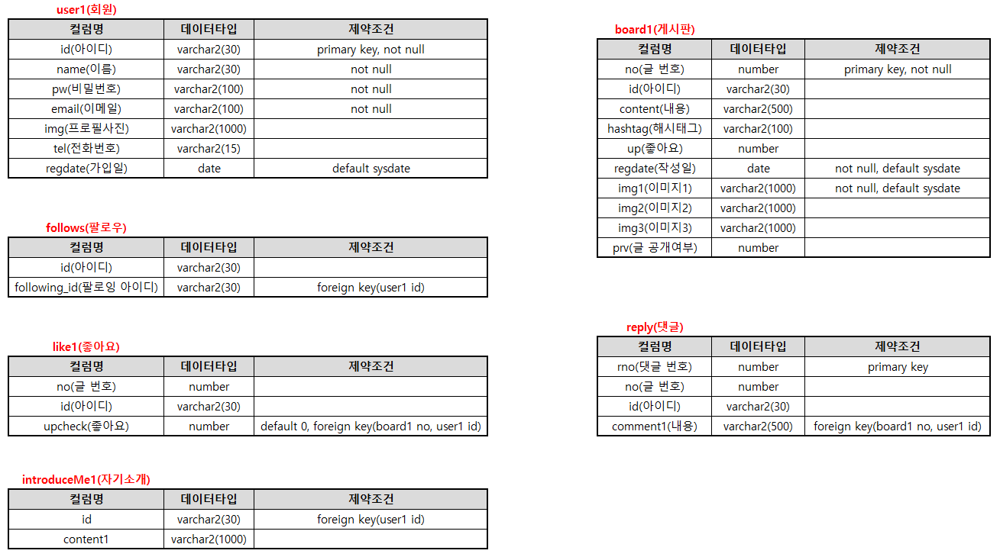 user1(회원)
컬럼명 데이터타입 제약조건
id(아이디) varchar2(30) primary key, not null
name(이름) varchar2(30) not null
pw(비밀번호) varchar2(100) not null
email(이메일) varchar2(100) not null
img(프로필사진) varchar2(1000)
tel(전화번호) varchar2(15)
regdate(가입일) date default sysdate
follows(팔로우)
컬럼명 데이터타입 제약조건
id(아이디) varchar2(30)
following_id(팔로잉 아이디) varchar2(30) foreign key(user1 id)
like1(좋아요)
컬럼명 데이터타입 제약조건
no(글 번호) number
id(아이디) varchar2(30)
upcheck(좋아요) number default 0, foreign key(board1 no, user1 id)
introduceMe1(자기소개)
컬럼명 데이터타입 제약조건
id varchar2(30) foreign key(user1 id)
content1 varchar2(1000)
board1(게시판)
컬럼명 데이터타입 제약조건
no(글 번호) number primary key, not null
id(아이디) varchar2(30)
content(내용) varchar2(500)
hashtag(해시태그) varchar2(100)
up(좋아요) number
regdate(작성일) date not null, default sysdate
img1(이미지1) varchar2(1000) not null, default sysdate
img2(이미지2) varchar2(1000)
img3(이미지3) varchar2(1000)
prv(글 공개여부) number
reply(댓글)
컬럼명 데이터타입 제약조건
rno(댓글 번호) number primary key
no(글 번호) number
id(아이디) varchar2(30)
comment1(내용) varchar2(500) foreign key(board1 no, user1 id)